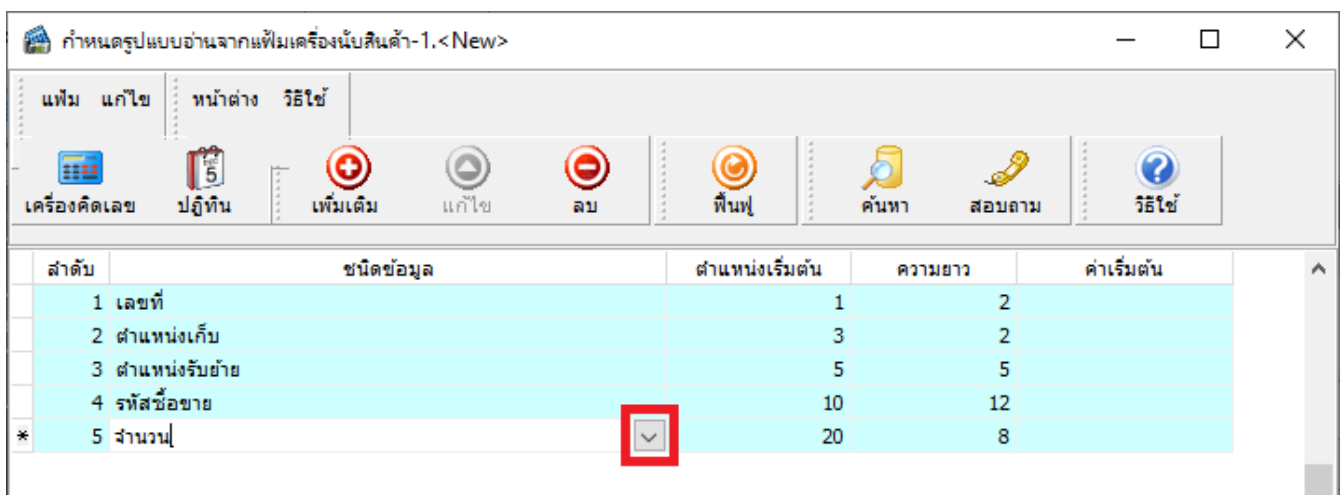 กำหนดรูปแบบอ่านจากแฟ้มเครื่องนับสินค้า-1.<New>
แฟ้ม แก้ไข หน้าต่าง วิธีใช้
เครื่องคิดเลข ปฏิทิน เพิ่มเติม แก้ไข ลบ ฟื้นฟู ค้นหา สอบถาม วิธีใช้
ลำดับ ชนิดข้อมูล ตำแหน่งเริ่มต้น ความยาว ค่าเริ่มต้น
1 เลขที่ 1 2
2 ตำแหน่งเก็บ 3 2
3 ตำแหน่งรับย้าย 5 5
4 รหัสซื้อขาย 10 12
* 5 จำนวน 20 8